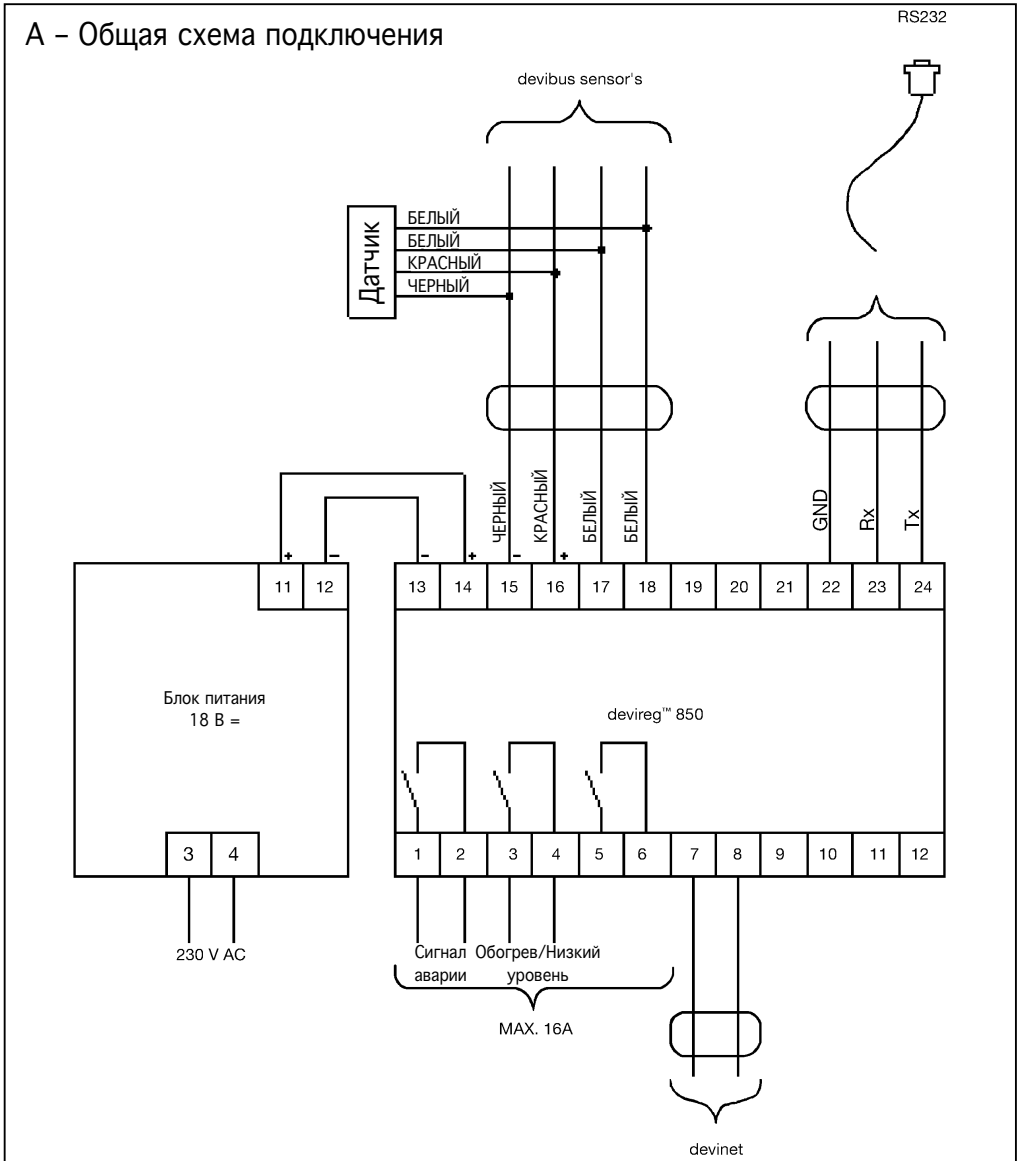 RS232
А – Общая схема подключения
devibus sensor's
Датчик
БЕЛЫЙ
БЕЛЫЙ
КРАСНЫЙ
ЧЕРНЫЙ
ЧЕРНЫЙ
КРАСНЫЙ
БЕЛЫЙ
БЕЛЫЙ
GND
Rx
Tx
+ – – + – +
11 12 13 14 15 16 17 18 19 20 21 22 23 24
Блок питания
18 В =
devireg™ 850
3 4 1 2 3 4 5 6 7 8 9 10 11 12
230 V AC
Сигнал Обогрев/Низкий
аварии уровень
MAX. 16A
devinet